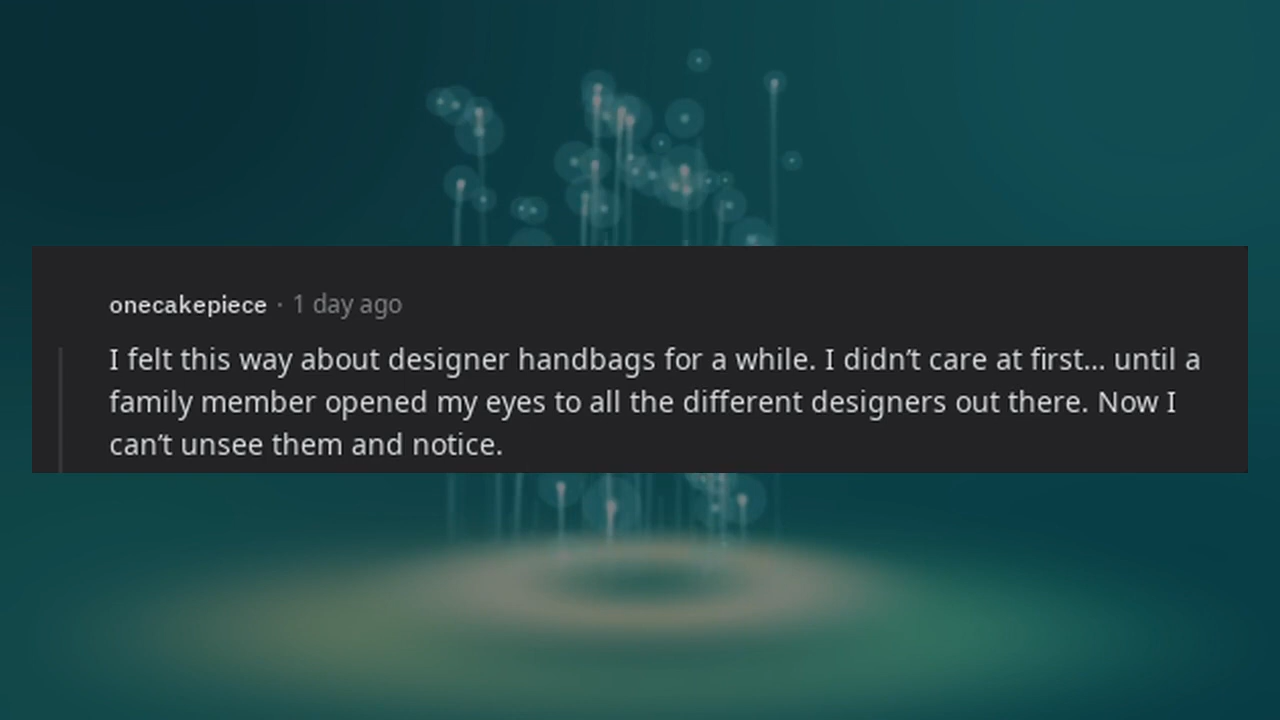 onecakepiece · 1 day ago
I felt this way about designer handbags for a while. I didn’t care at first... until a
family member opened my eyes to all the different designers out there. Now I
can’t unsee them and notice.